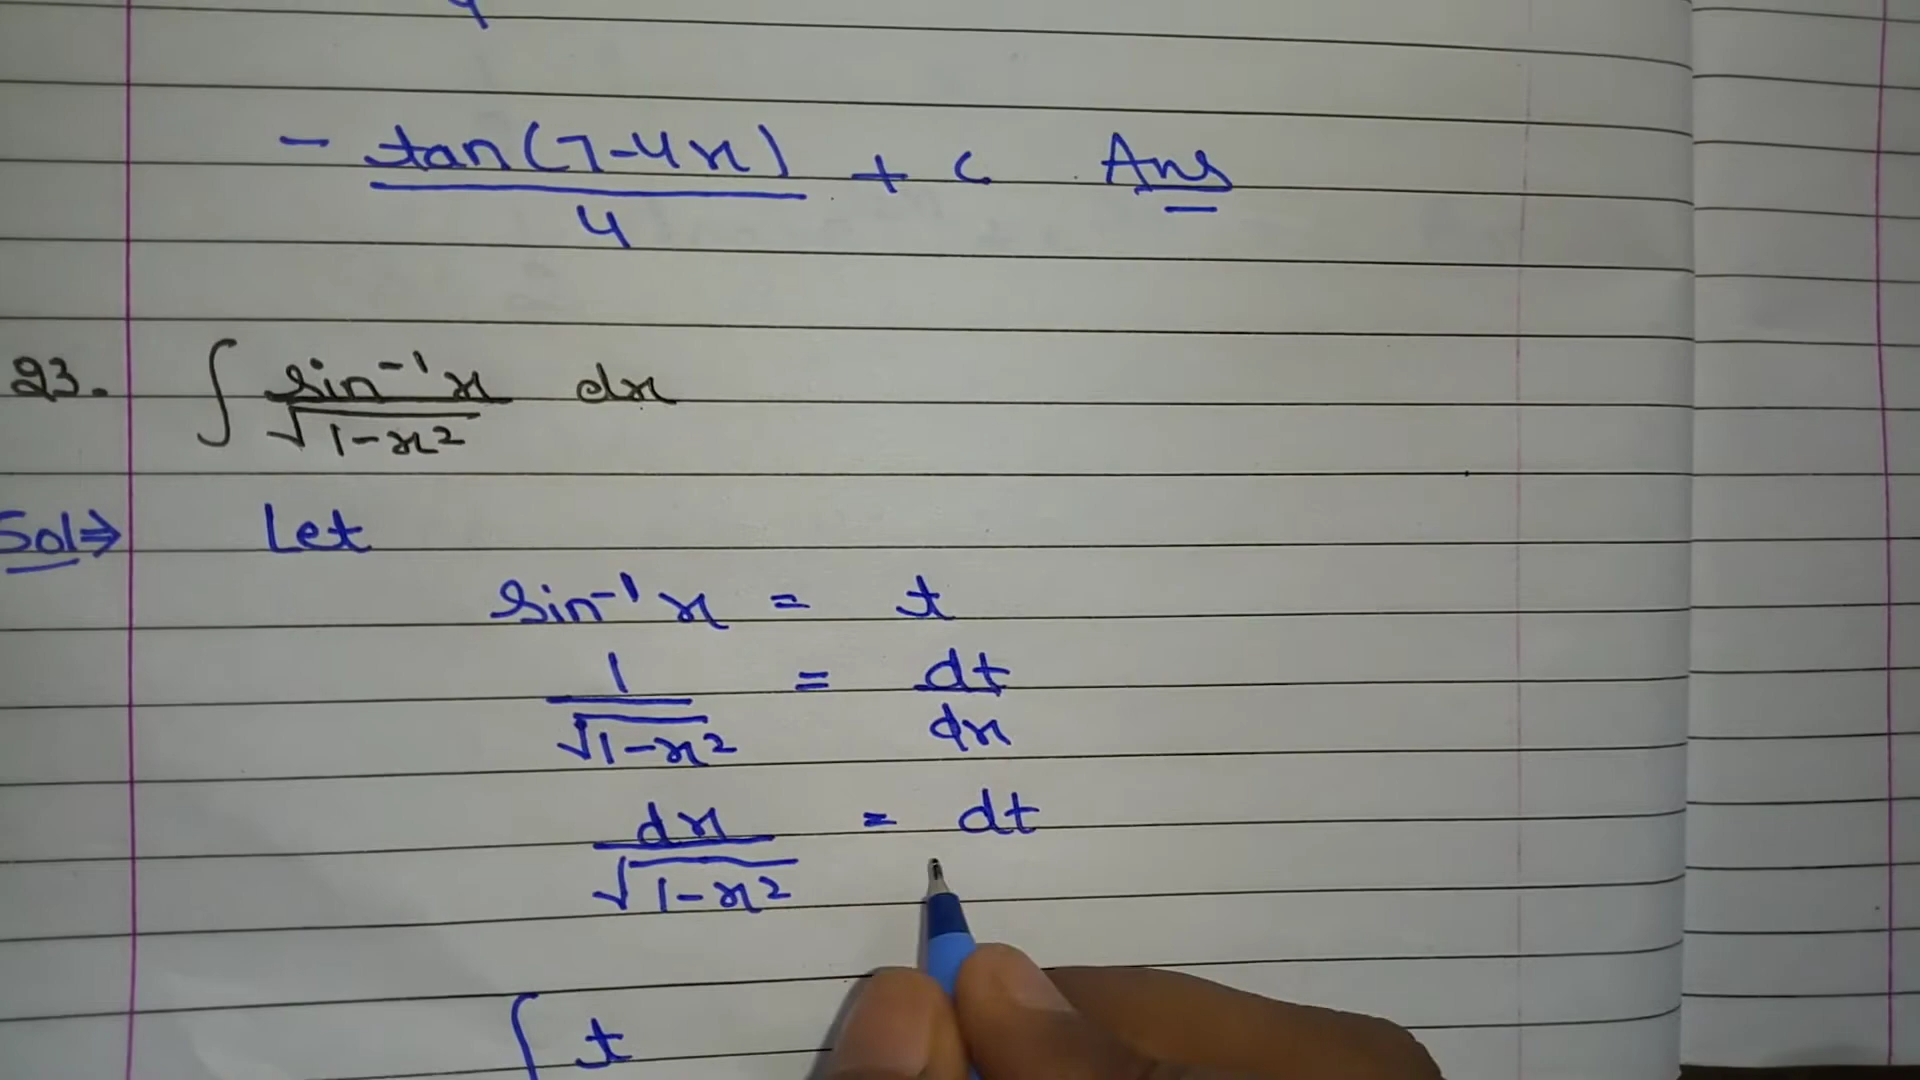 - tan(7-4x)/4 + c Ans
23. ∫ sin⁻¹x/√(1-x²) dx
Sol⇒ Let
sin⁻¹x = t
1/√(1-x²) = dt/dx
dx/√(1-x²) = dt
∫ t